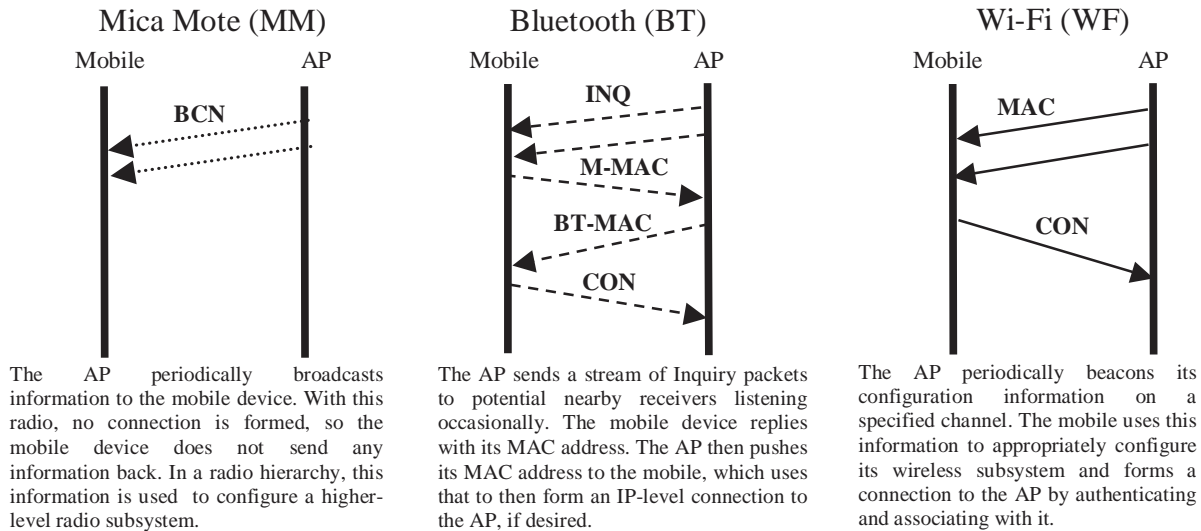 Mica Mote (MM)
Mobile AP
BCN
The AP periodically broadcasts
information to the mobile device. With this
radio, no connection is formed, so the
mobile device does not send any
information back. In a radio hierarchy, this
information is used to configure a higher-
level radio subsystem.
Bluetooth (BT)
Mobile AP
INQ
M-MAC
BT-MAC
CON
The AP sends a stream of Inquiry packets
to potential nearby receivers listening
occasionally. The mobile device replies
with its MAC address. The AP then pushes
its MAC address to the mobile, which uses
that to then form an IP-level connection to
the AP, if desired.
Wi-Fi (WF)
Mobile AP
MAC
CON
The AP periodically beacons its
configuration information on a
specified channel. The mobile uses this
information to appropriately configure
its wireless subsystem and forms a
connection to the AP by authenticating
and associating with it.